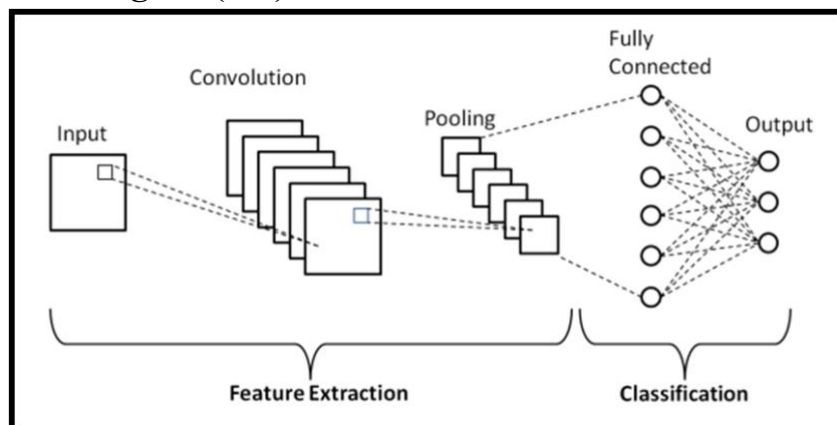 Fully
Connected
Convolution
Pooling
Output
Input
Feature Extraction
Classification